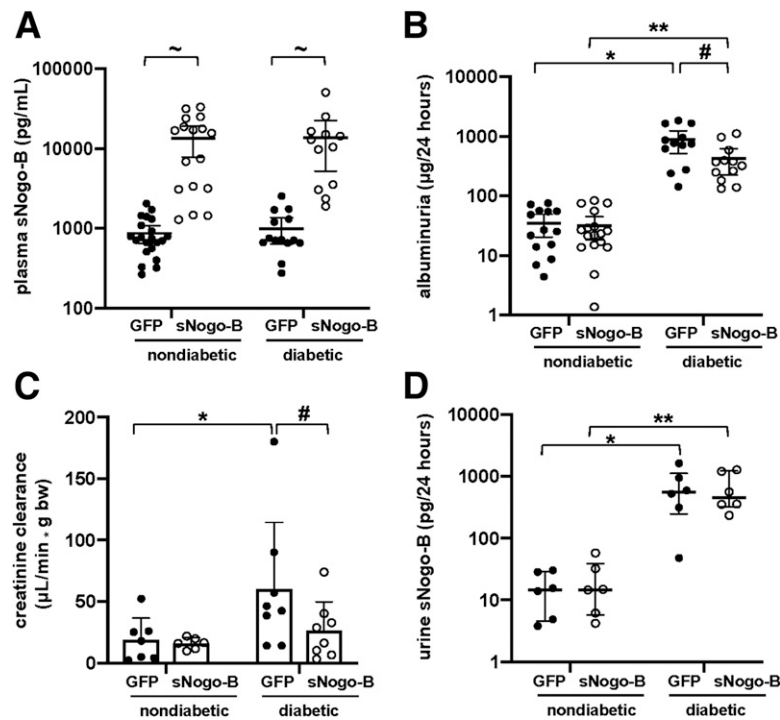 A
plasma sNogo-B (pg/mL)
100000
10000
1000
100
~
~
GFP sNogo-B GFP sNogo-B
nondiabetic diabetic
B
albuminuria (µg/24 hours)
10000
1000
100
10
1
**
*
#
GFP sNogo-B GFP sNogo-B
nondiabetic diabetic
C
creatinine clearance
(µL/min * g bw)
200
150
100
50
0
*
#
GFP sNogo-B GFP sNogo-B
nondiabetic diabetic
D
urine sNogo-B (pg/24 hours)
10000
1000
100
10
1
**
*
GFP sNogo-B GFP sNogo-B
nondiabetic diabetic